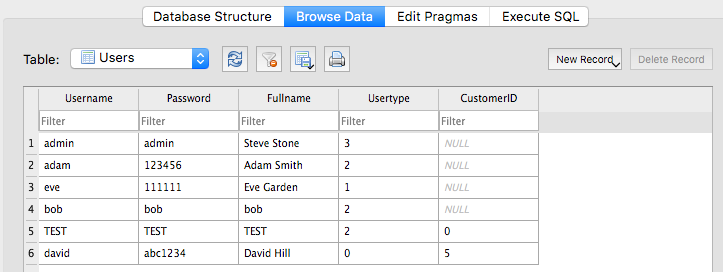 Database Structure Browse Data Edit Pragmas Execute SQL
Table: Users New Record Delete Record
Username Password Fullname Usertype CustomerID
Filter Filter Filter Filter Filter
1 admin admin Steve Stone 3 NULL
2 adam 123456 Adam Smith 2 NULL
3 eve 111111 Eve Garden 1 NULL
4 bob bob bob 2 NULL
5 TEST TEST TEST 2 0
6 david abc1234 David Hill 0 5